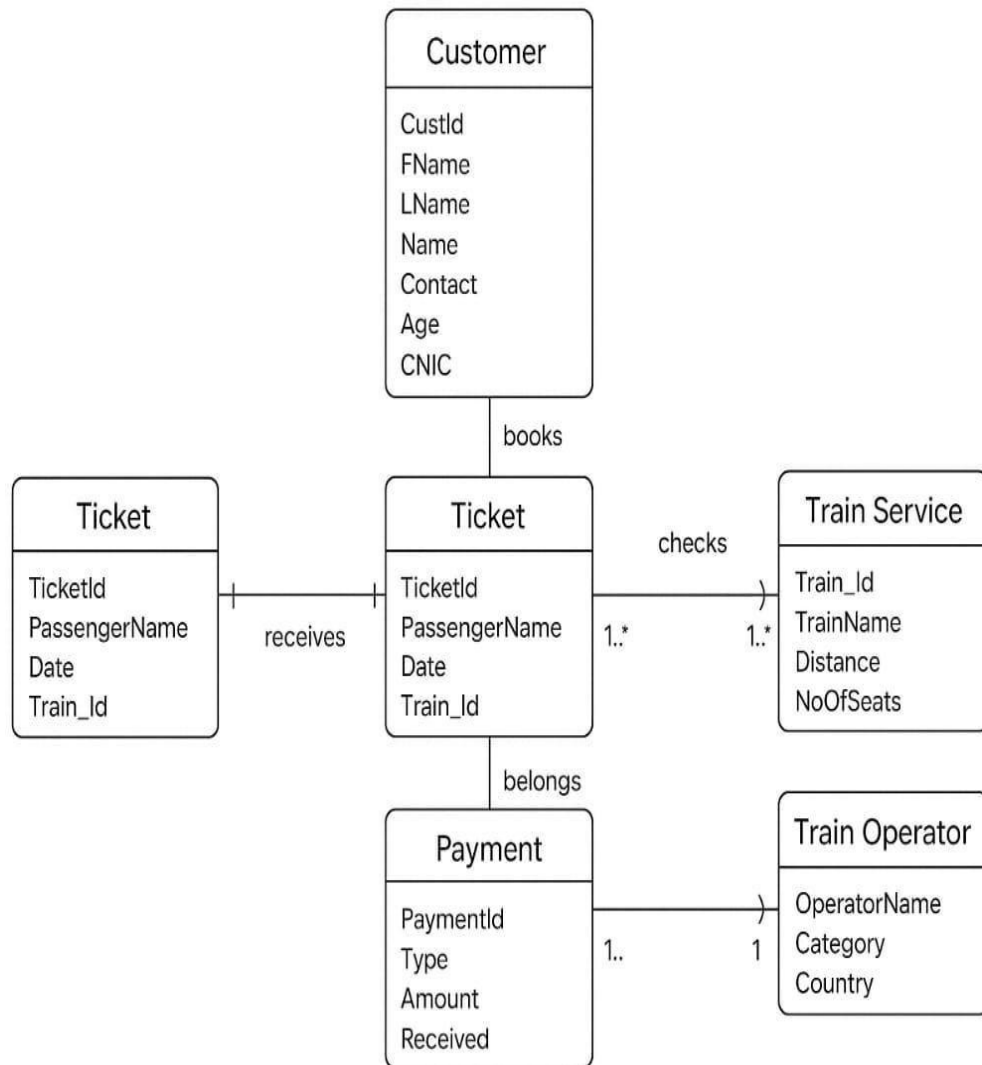 Customer
CustId
FName
LName
Name
Contact
Age
CNIC
books
Ticket
TicketId
PassengerName
Date
Train_Id
receives
Ticket
TicketId
PassengerName
Date
Train_Id
checks
1..*
1..*
Train Service
Train_Id
TrainName
Distance
NoOfSeats
belongs
Payment
PaymentId
Type
Amount
Received
1..
1
Train Operator
OperatorName
Category
Country